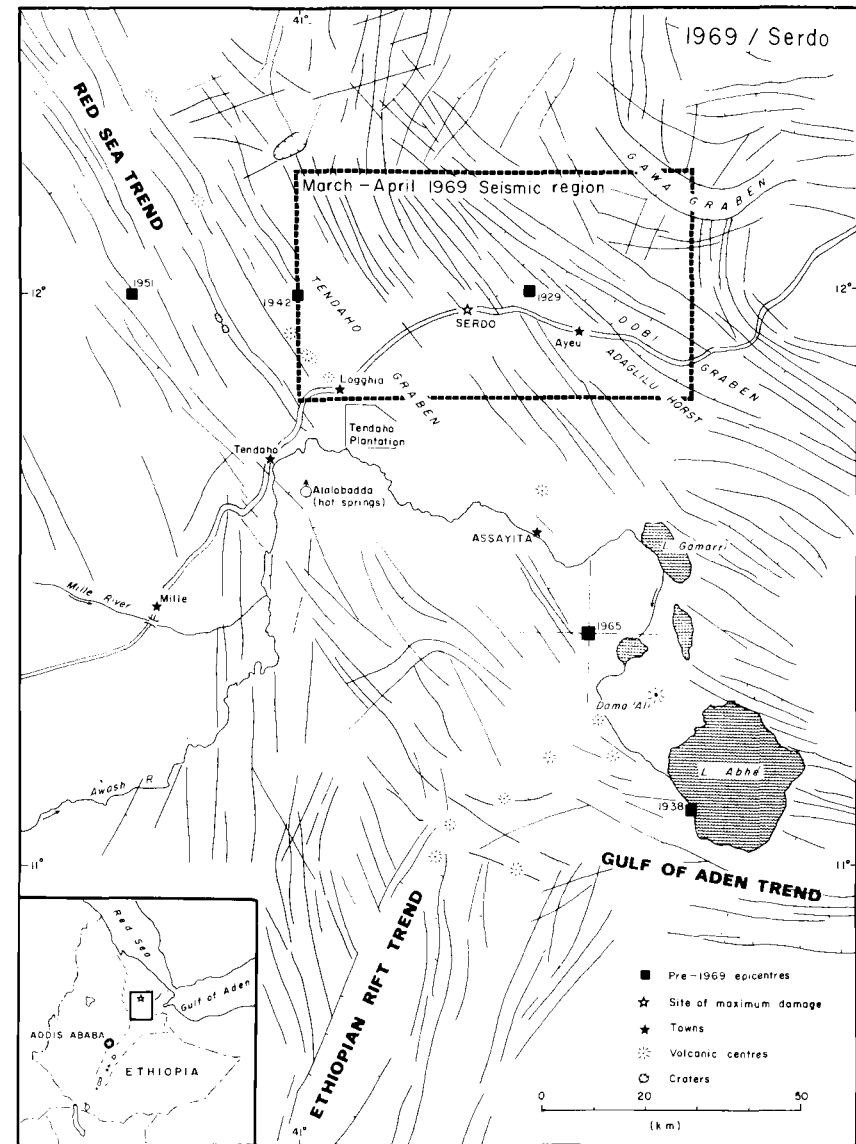 41°
1969 / Serdo
RED SEA TREND
GAWA GRABEN
March - April 1969 Seismic region
12°
1951
1942
TENDAHO
GRABEN
1929
12°
SERDO
Ayeu
DOBI
GRABEN
ADAGLILU HORST
Logghia
Tendaho
Plantation
Tendaho
Alalobadda
(hot springs)
ASSAYITA
L. Gamarri
Mille River
Mille
1965
Dama 'Ali
L. Abhé
Awash R
1938
11°
11°
GULF OF ADEN TREND
ETHIOPIAN RIFT TREND
Red Sea
Gulf of Aden
ADDIS ABABA
ETHIOPIA
Pre-1969 epicentres
Site of maximum damage
Towns
Volcanic centres
Craters
0 20 50
(km)
41°